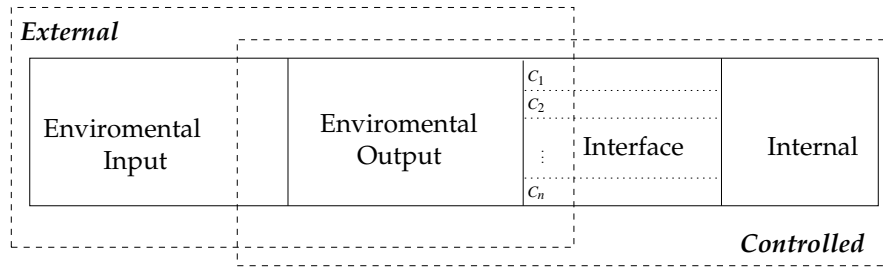 External
Enviromental
Input
Enviromental
Output
C1
C2
⋮
Cn
Interface
Internal
Controlled